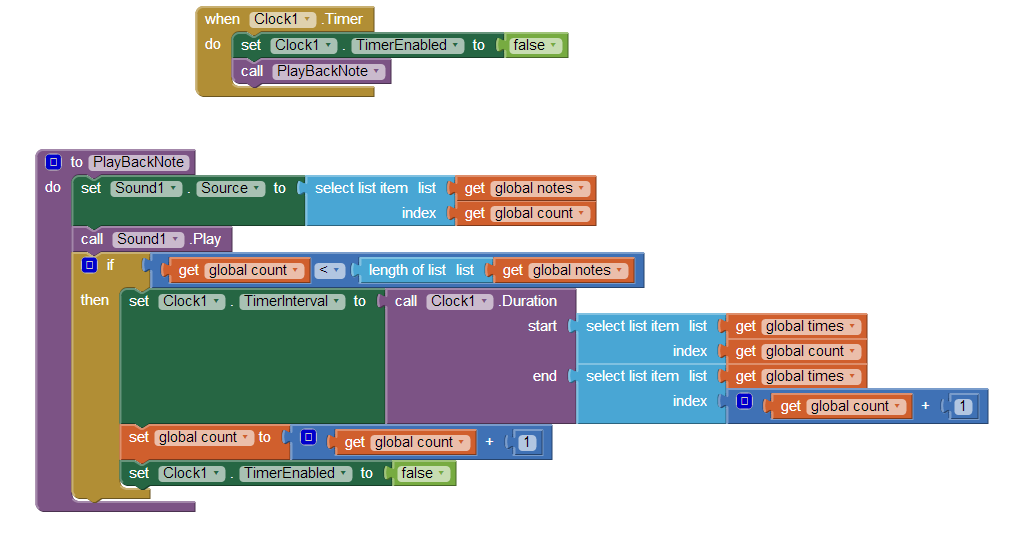 when Clock1 .Timer
do set Clock1 . TimerEnabled to false
call PlayBackNote
to PlayBackNote
do set Sound1 . Source to select list item list get global notes
index get global count
call Sound1 .Play
if get global count < length of list list get global notes
then set Clock1 . TimerInterval to call Clock1 .Duration
start select list item list get global times
index get global count
end select list item list get global times
index get global count + 1
set global count to get global count + 1
set Clock1 . TimerEnabled to false